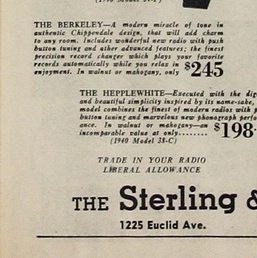 (1940 Model
THE BERKELEY—A modern miracle of tone in
authentic Chippendale design, that will add charm
to any room. Includes wonderful new radio with push
button tuning and other advanced features; the finest
precision record changer which plays your favorite
records automatically while you relax in
enjoyment. In walnut or mahogany, only $245
THE HEPPLEWHITE—Executed with the dig
and beautiful simplicity inspired by its name-sake,
model combines the finest of modern radios with p
button tuning and marvelous new phonograph perfo
ance. In walnut or mahogany—an
incomparable value at only........ $198.
(1940 Model 38-C)
TRADE IN YOUR RADIO
LIBERAL ALLOWANCE
THE Sterling &
1225 Euclid Ave.